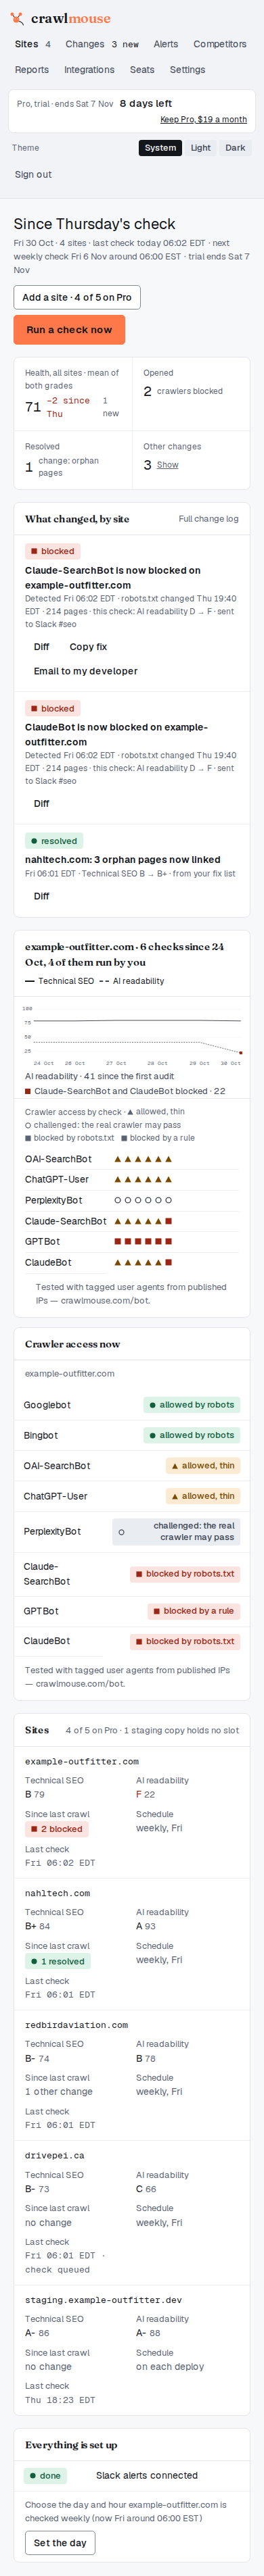 crawlmouse
Sites 4 Changes 3 new Alerts Competitors
Reports Integrations Seats Settings
Pro, trial · ends Sat 7 Nov 8 days left
Keep Pro, $19 a month
Theme System Light Dark
Sign out
Since Thursday's check
Fri 30 Oct · 4 sites · last check today 06:02 EDT · next
weekly check Fri 6 Nov around 06:00 EST · trial ends Sat 7
Nov
Add a site · 4 of 5 on Pro
Run a check now
Health, all sites · mean of
both grades
71 −2 since
Thu
1
new
Opened
2 crawlers blocked
Resolved
1 change: orphan
pages
Other changes
3 Show
What changed, by site Full change log
blocked
Claude-SearchBot is now blocked on
example-outfitter.com
Detected Fri 06:02 EDT · robots.txt changed Thu 19:40
EDT · 214 pages · this check: AI readability D → F · sent
to Slack #seo
Diff Copy fix
Email to my developer
blocked
ClaudeBot is now blocked on example-
outfitter.com
Detected Fri 06:02 EDT · robots.txt changed Thu 19:40
EDT · 214 pages · this check: AI readability D → F · sent
to Slack #seo
Diff
resolved
nahltech.com: 3 orphan pages now linked
Fri 06:01 EDT · Technical SEO B → B+ · from your fix list
Diff
example-outfitter.com · 6 checks since 24
Oct, 4 of them run by you
Technical SEO AI readability
100
75
50
25
24 Oct 26 Oct 27 Oct 28 Oct 29 Oct 30 Oct
AI readability · 41 since the first audit
Claude-SearchBot and ClaudeBot blocked · 22
Crawler access by check · allowed, thin
challenged: the real crawler may pass
blocked by robots.txt blocked by a rule
OAI-SearchBot
ChatGPT-User
PerplexityBot
Claude-SearchBot
GPTBot
ClaudeBot
Tested with tagged user agents from published
IPs — crawlmouse.com/bot.
Crawler access now
example-outfitter.com
Googlebot allowed by robots
Bingbot allowed by robots
OAI-SearchBot allowed, thin
ChatGPT-User allowed, thin
PerplexityBot challenged: the real
crawler may pass
Claude-
SearchBot blocked by robots.txt
GPTBot blocked by a rule
ClaudeBot blocked by robots.txt
Tested with tagged user agents from published IPs
— crawlmouse.com/bot.
Sites 4 of 5 on Pro · 1 staging copy holds no slot
example-outfitter.com
Technical SEO AI readability
B 79 F 22
Since last crawl Schedule
2 blocked weekly, Fri
Last check
Fri 06:02 EDT
nahltech.com
Technical SEO AI readability
B+ 84 A 93
Since last crawl Schedule
1 resolved weekly, Fri
Last check
Fri 06:01 EDT
redbirdaviation.com
Technical SEO AI readability
B- 74 B 78
Since last crawl Schedule
1 other change weekly, Fri
Last check
Fri 06:01 EDT
drivepei.ca
Technical SEO AI readability
B- 73 C 66
Since last crawl Schedule
no change weekly, Fri
Last check
Fri 06:01 EDT ·
check queued
staging.example-outfitter.dev
Technical SEO AI readability
A- 86 A- 88
Since last crawl Schedule
no change on each deploy
Last check
Thu 18:23 EDT
Everything is set up
done Slack alerts connected
Choose the day and hour example-outfitter.com is
checked weekly (now Fri around 06:00 EST)
Set the day